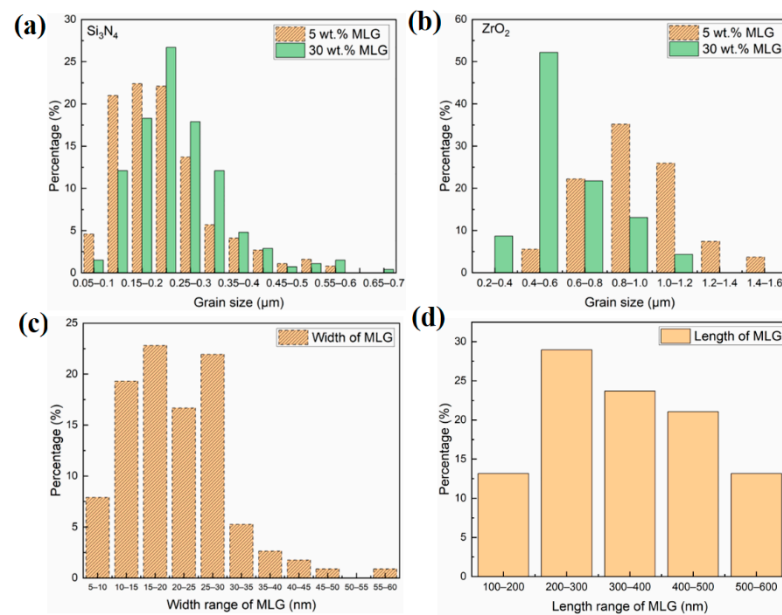 (a)
Si₃N₄
5 wt.% MLG
30 wt.% MLG
30
25
20
15
10
5
0
Percentage (%)
0.05–0.1 0.15–0.2 0.25–0.3 0.35–0.4 0.45–0.5 0.55–0.6 0.65–0.7
Grain size (μm)
(b)
ZrO₂
5 wt.% MLG
30 wt.% MLG
60
50
40
30
20
10
0
Percentage (%)
0.2–0.4 0.4–0.6 0.6–0.8 0.8–1.0 1.0–1.2 1.2–1.4 1.4–1.6
Grain size (μm)
(c)
Width of MLG
25
20
15
10
5
0
Percentage (%)
5–10 10–15 15–20 20–25 25–30 30–35 35–40 40–45 45–50 50–55 55–60
Width range of MLG (nm)
(d)
Length of MLG
30
25
20
15
10
5
0
Percentage (%)
100–200 200–300 300–400 400–500 500–600
Length range of MLG (nm)